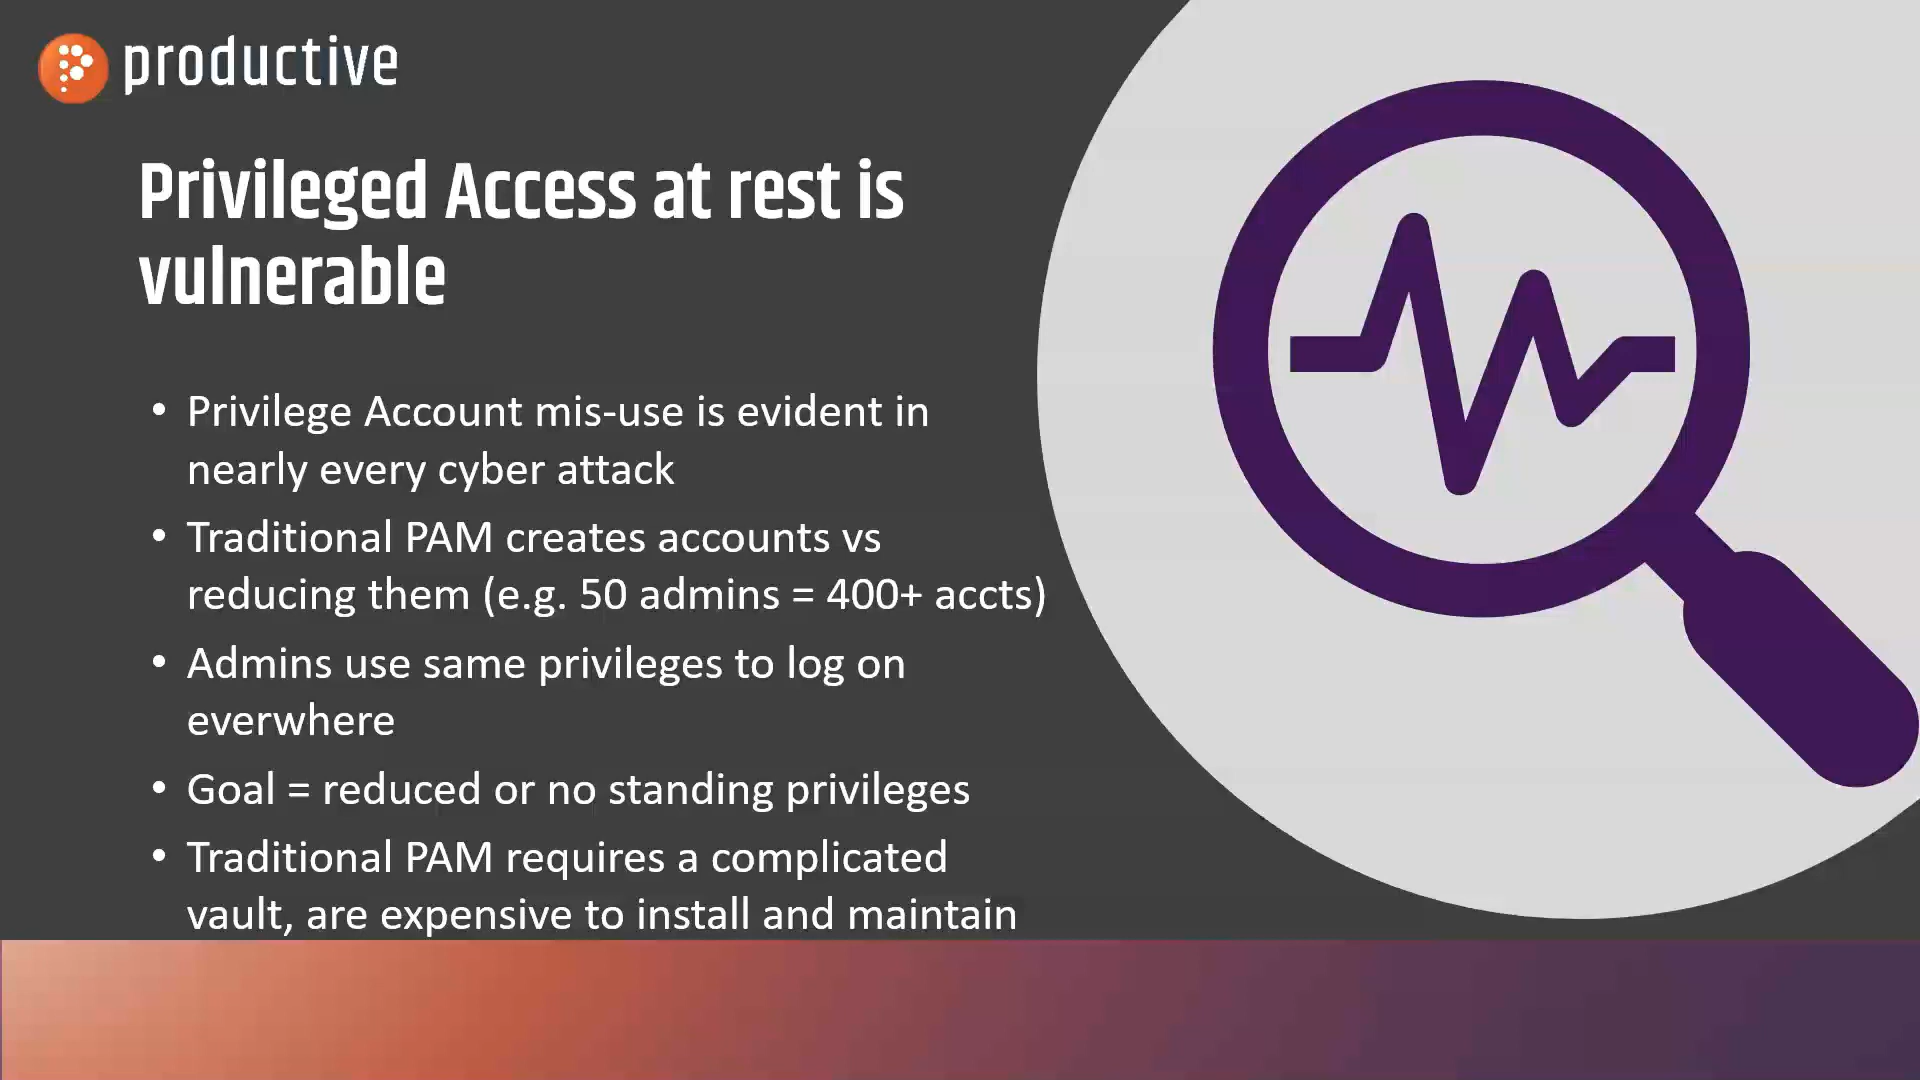 productive
Privileged Access at rest is
vulnerable
• Privilege Account mis-use is evident in
nearly every cyber attack
• Traditional PAM creates accounts vs
reducing them (e.g. 50 admins = 400+ accts)
• Admins use same privileges to log on
everwhere
• Goal = reduced or no standing privileges
• Traditional PAM requires a complicated
vault, are expensive to install and maintain